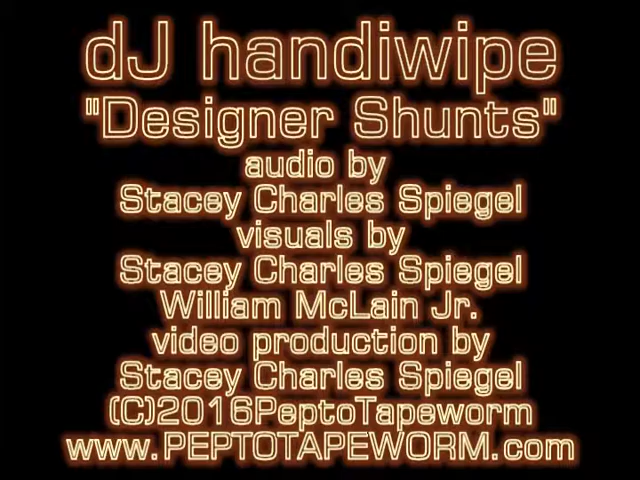 dJ handiwipe
"Designer Shunts"
audio by
Stacey Charles Spiegel
visuals by
Stacey Charles Spiegel
William McLain Jr.
video production by
Stacey Charles Spiegel
(C)2016PeptoTapeworm
www.PEPTOTAPEWORM.com